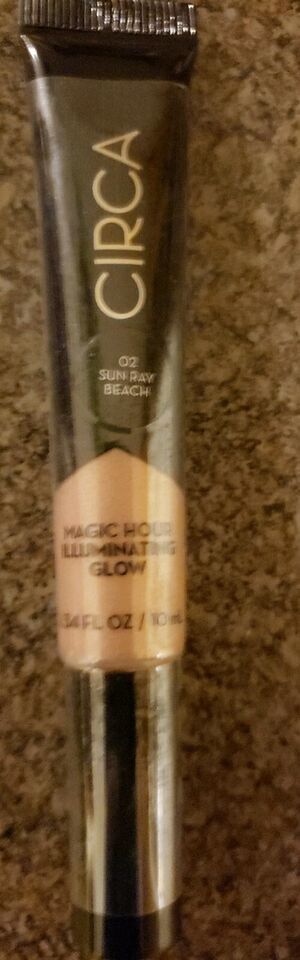 CIRCA
02
SUN RAY
BEACH
MAGIC HOUR
ILLUMINATING
GLOW
.34 FL OZ / 10 mL